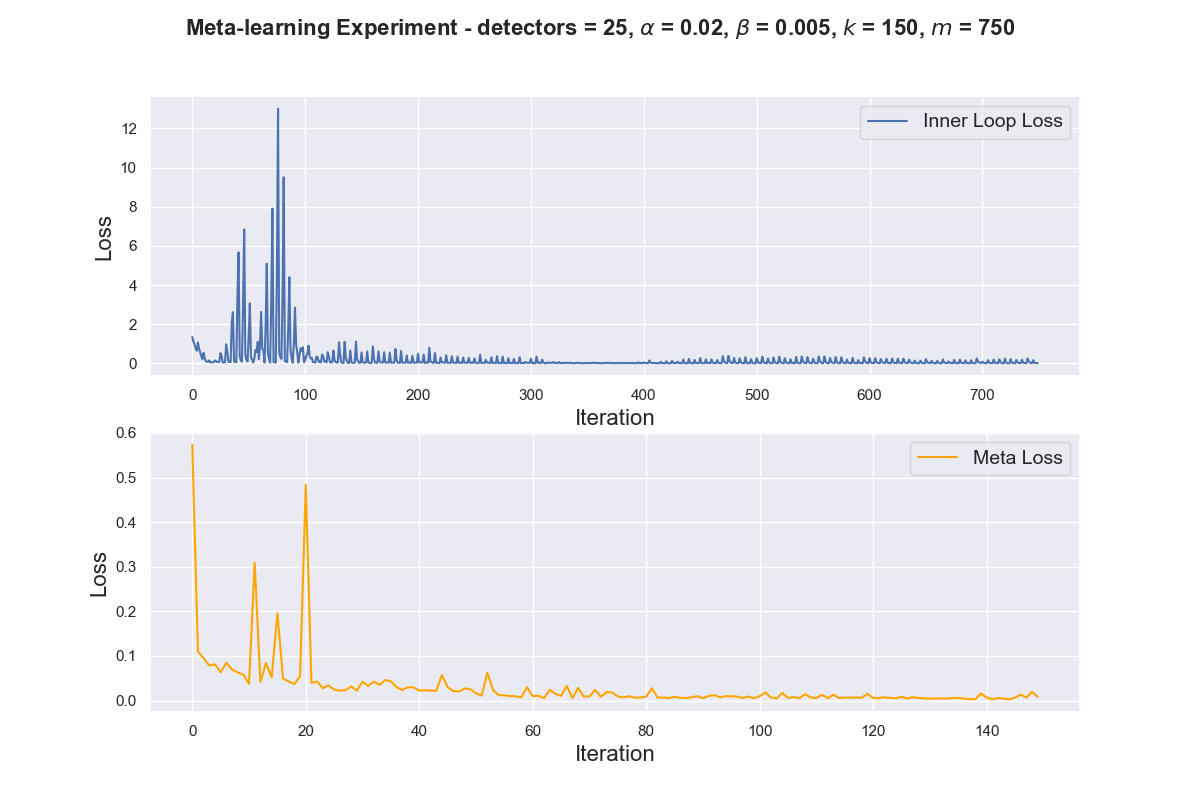 Meta-learning Experiment - detectors = 25, α = 0.02, β = 0.005, k = 150, m = 750
Inner Loop Loss
12
10
8
6
4
2
0
Loss
0 100 200 300 400 500 600 700
Iteration
Meta Loss
0.6
0.5
0.4
0.3
0.2
0.1
0.0
Loss
0 20 40 60 80 100 120 140
Iteration